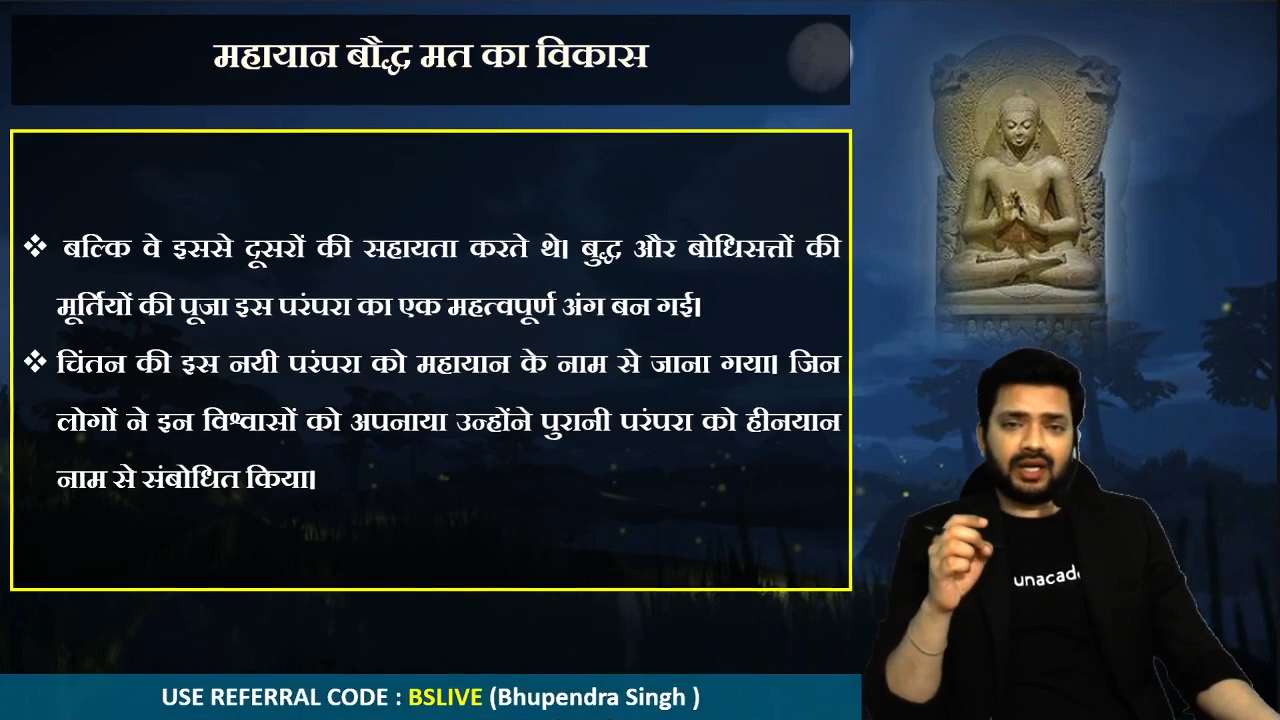 महायान बौद्ध मत का विकास
❖ बल्कि वे इससे दूसरों की सहायता करते थे। बुद्ध और बोधिसत्तों की
मूर्तियों की पूजा इस परंपरा का एक महत्वपूर्ण अंग बन गई।
❖ चिंतन की इस नयी परंपरा को महायान के नाम से जाना गया। जिन
लोगों ने इन विश्वासों को अपनाया उन्होंने पुरानी परंपरा को हीनयान
नाम से संबोधित किया।
unacade
USE REFERRAL CODE : BSLIVE (Bhupendra Singh )